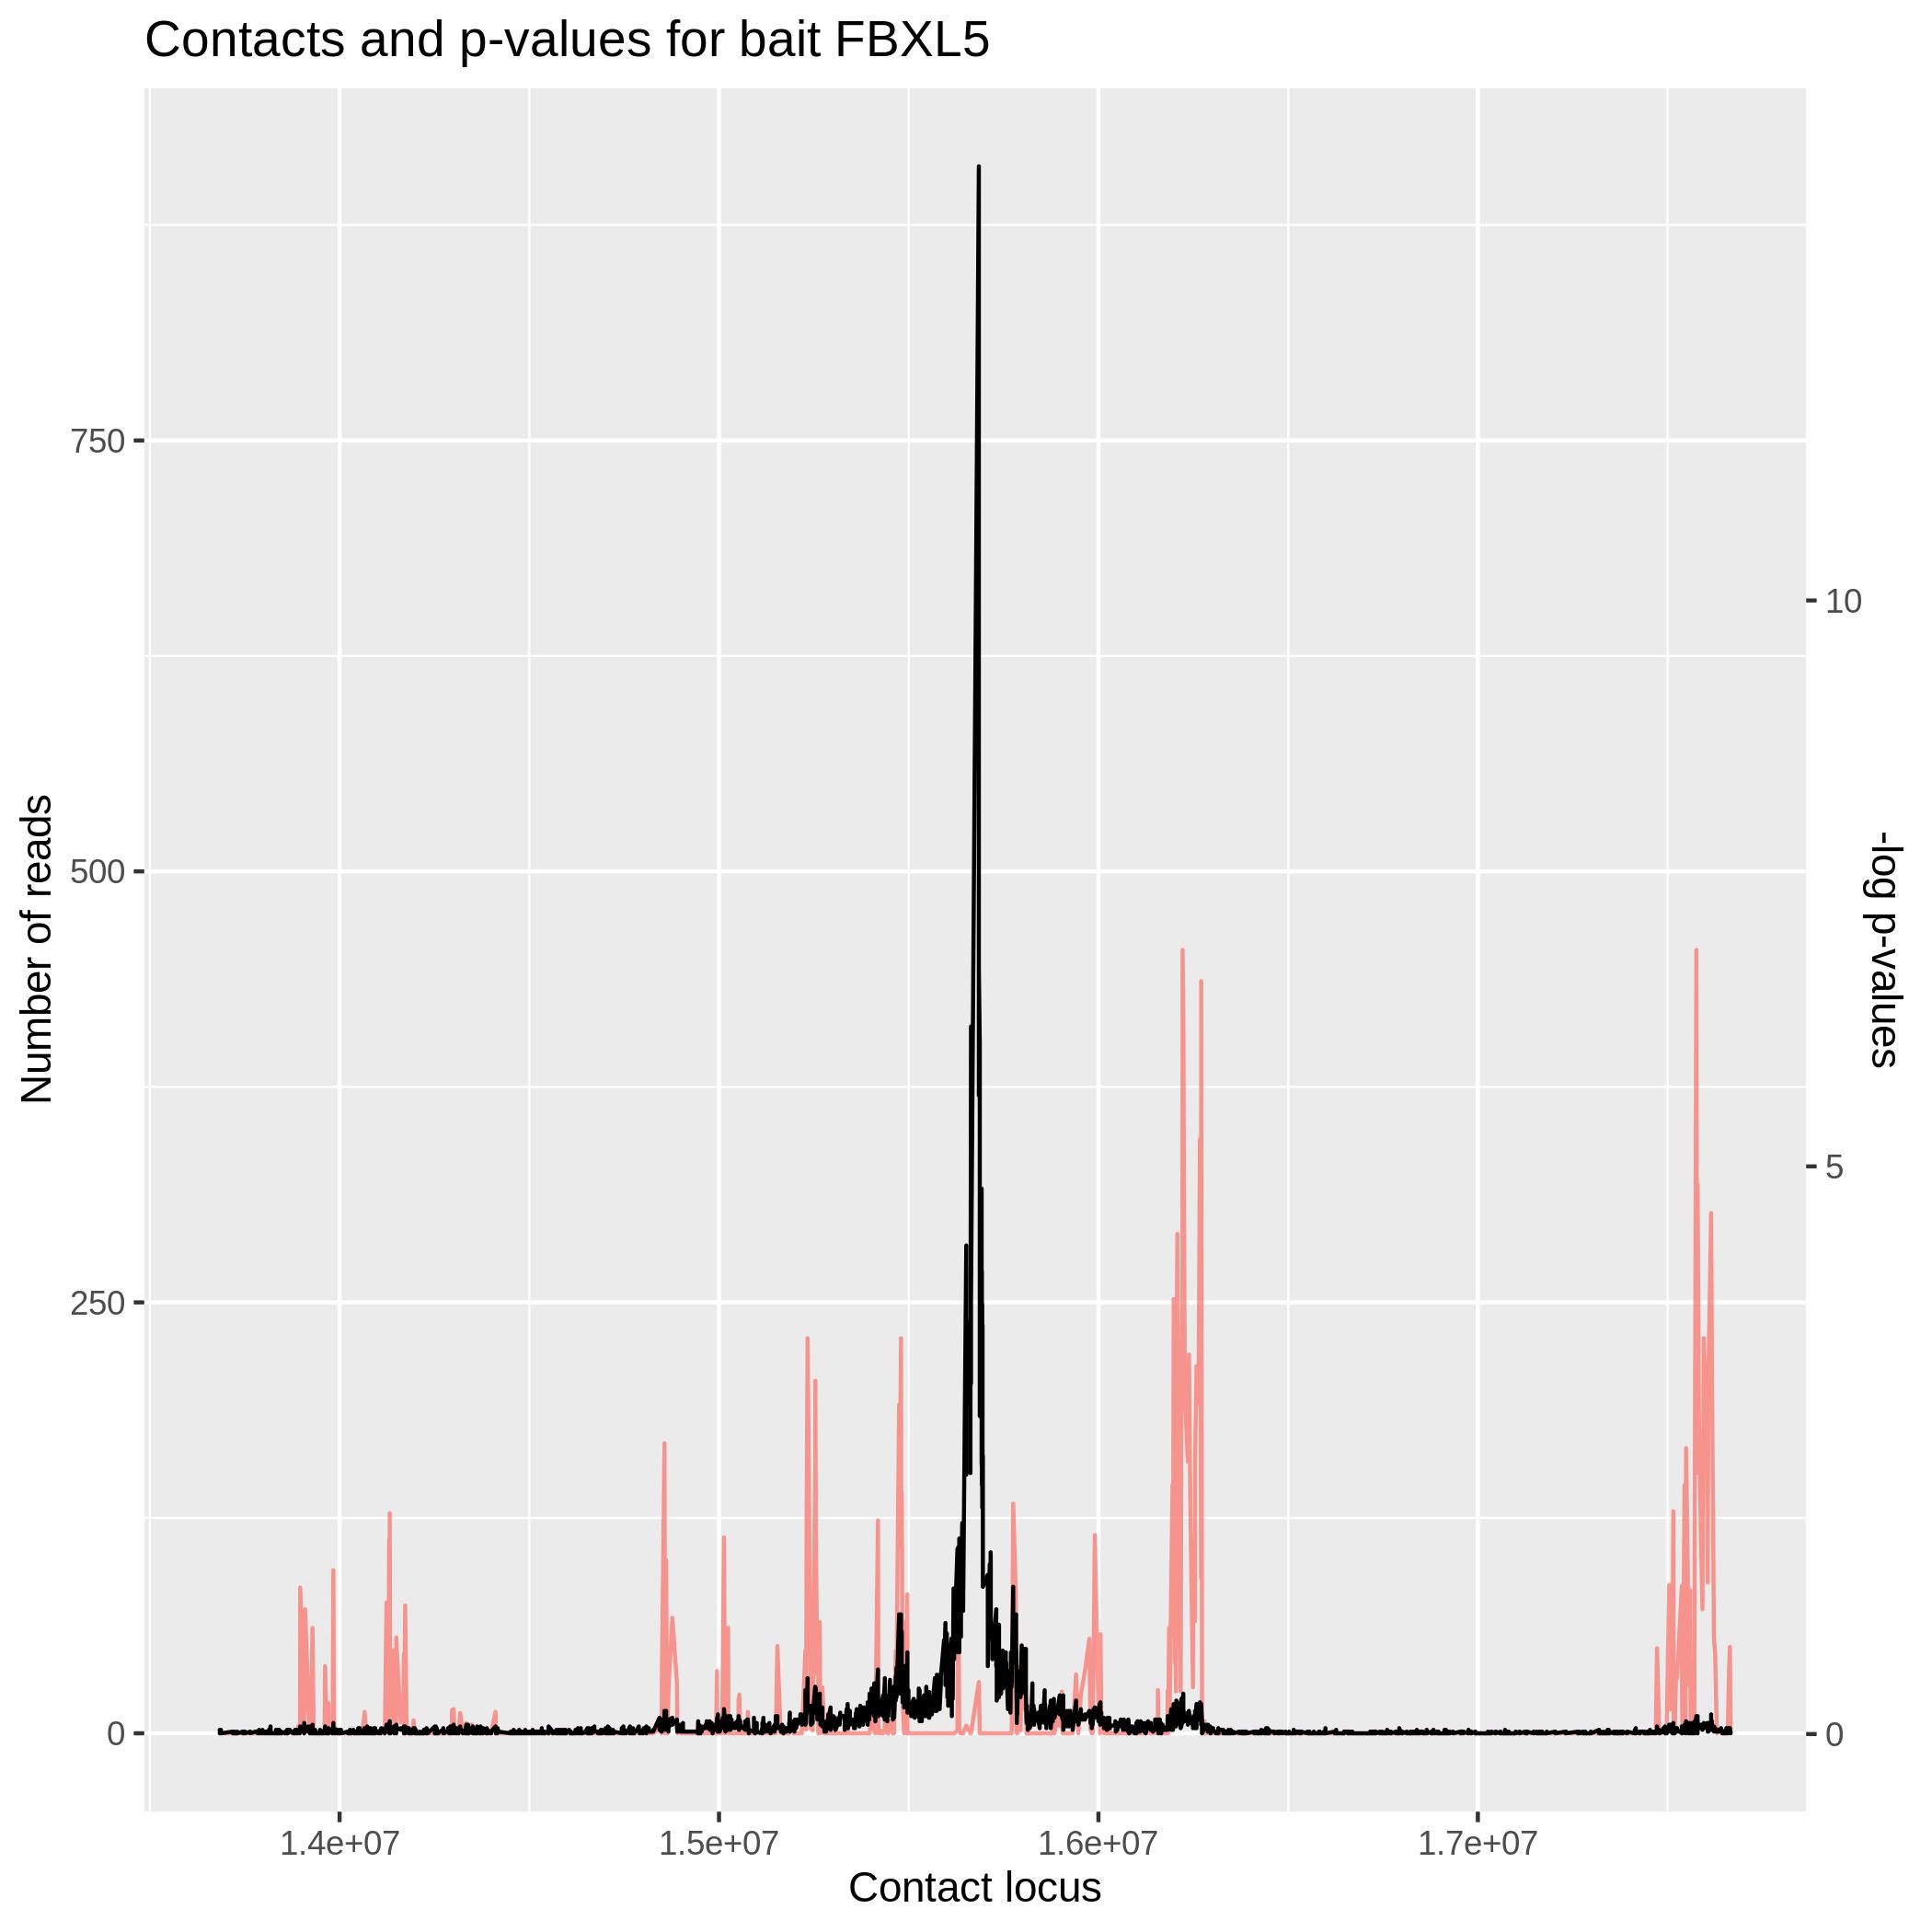 Contacts and p-values for bait FBXL5
Number of reads
750
500
250
0
10
5
0
-log p-values
1.4e+07
1.5e+07
1.6e+07
1.7e+07
Contact locus